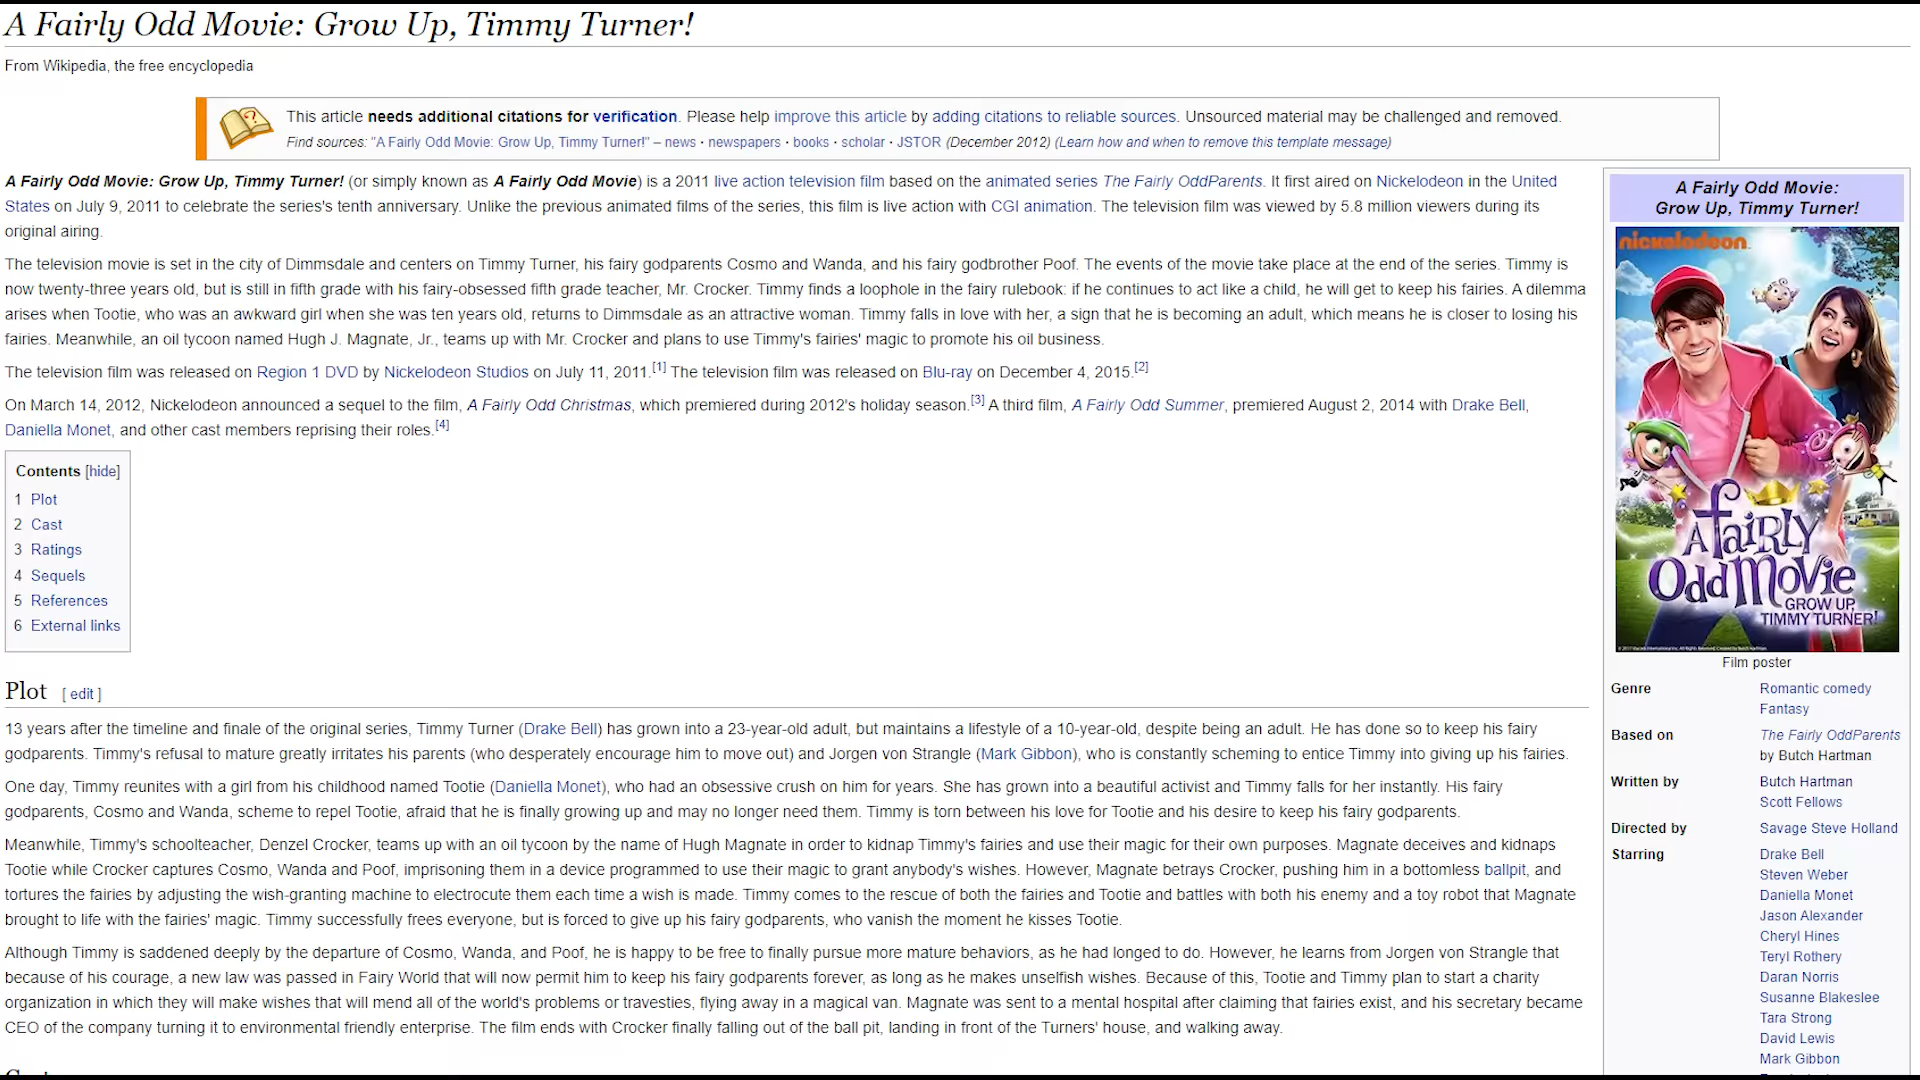 A Fairly Odd Movie: Grow Up, Timmy Turner!
From Wikipedia, the free encyclopedia
This article needs additional citations for verification. Please help improve this article by adding citations to reliable sources. Unsourced material may be challenged and removed.
Find sources: "A Fairly Odd Movie: Grow Up, Timmy Turner!" – news · newspapers · books · scholar · JSTOR (December 2012) (Learn how and when to remove this template message)
A Fairly Odd Movie: Grow Up, Timmy Turner! (or simply known as A Fairly Odd Movie) is a 2011 live action television film based on the animated series The Fairly OddParents. It first aired on Nickelodeon in the United
States on July 9, 2011 to celebrate the series's tenth anniversary. Unlike the previous animated films of the series, this film is live action with CGI animation. The television film was viewed by 5.8 million viewers during its
original airing.
The television movie is set in the city of Dimmsdale and centers on Timmy Turner, his fairy godparents Cosmo and Wanda, and his fairy godbrother Poof. The events of the movie take place at the end of the series. Timmy is
now twenty-three years old, but is still in fifth grade with his fairy-obsessed fifth grade teacher, Mr. Crocker. Timmy finds a loophole in the fairy rulebook: if he continues to act like a child, he will get to keep his fairies. A dilemma
arises when Tootie, who was an awkward girl when she was ten years old, returns to Dimmsdale as an attractive woman. Timmy falls in love with her, a sign that he is becoming an adult, which means he is closer to losing his
fairies. Meanwhile, an oil tycoon named Hugh J. Magnate, Jr., teams up with Mr. Crocker and plans to use Timmy's fairies' magic to promote his oil business.
The television film was released on Region 1 DVD by Nickelodeon Studios on July 11, 2011.[1] The television film was released on Blu-ray on December 4, 2015.[2]
On March 14, 2012, Nickelodeon announced a sequel to the film, A Fairly Odd Christmas, which premiered during 2012's holiday season.[3] A third film, A Fairly Odd Summer, premiered August 2, 2014 with Drake Bell,
Daniella Monet, and other cast members reprising their roles.[4]
Contents [hide]
1 Plot
2 Cast
3 Ratings
4 Sequels
5 References
6 External links
Plot [ edit ]
13 years after the timeline and finale of the original series, Timmy Turner (Drake Bell) has grown into a 23-year-old adult, but maintains a lifestyle of a 10-year-old, despite being an adult. He has done so to keep his fairy
godparents. Timmy's refusal to mature greatly irritates his parents (who desperately encourage him to move out) and Jorgen von Strangle (Mark Gibbon), who is constantly scheming to entice Timmy into giving up his fairies.
One day, Timmy reunites with a girl from his childhood named Tootie (Daniella Monet), who had an obsessive crush on him for years. She has grown into a beautiful activist and Timmy falls for her instantly. His fairy
godparents, Cosmo and Wanda, scheme to repel Tootie, afraid that he is finally growing up and may no longer need them. Timmy is torn between his love for Tootie and his desire to keep his fairy godparents.
Meanwhile, Timmy's schoolteacher, Denzel Crocker, teams up with an oil tycoon by the name of Hugh Magnate in order to kidnap Timmy's fairies and use their magic for their own purposes. Magnate deceives and kidnaps
Tootie while Crocker captures Cosmo, Wanda and Poof, imprisoning them in a device programmed to use their magic to grant anybody's wishes. However, Magnate betrays Crocker, pushing him in a bottomless ballpit, and
tortures the fairies by adjusting the wish-granting machine to electrocute them each time a wish is made. Timmy comes to the rescue of both the fairies and Tootie and battles with both his enemy and a toy robot that Magnate
brought to life with the fairies' magic. Timmy successfully frees everyone, but is forced to give up his fairy godparents, who vanish the moment he kisses Tootie.
Although Timmy is saddened deeply by the departure of Cosmo, Wanda, and Poof, he is happy to be free to finally pursue more mature behaviors, as he had longed to do. However, he learns from Jorgen von Strangle that
because of his courage, a new law was passed in Fairy World that will now permit him to keep his fairy godparents forever, as long as he makes unselfish wishes. Because of this, Tootie and Timmy plan to start a charity
organization in which they will make wishes that will mend all of the world's problems or travesties, flying away in a magical van. Magnate was sent to a mental hospital after claiming that fairies exist, and his secretary became
CEO of the company turning it to environmental friendly enterprise. The film ends with Crocker finally falling out of the ball pit, landing in front of the Turners' house, and walking away.
A Fairly Odd Movie:
Grow Up, Timmy Turner!
nickelodeon
A FAIRLY
ODD MOVIE
GROW UP,
TIMMY TURNER!
Film poster
Genre Romantic comedy
Fantasy
Based on The Fairly OddParents
by Butch Hartman
Written by Butch Hartman
Scott Fellows
Directed by Savage Steve Holland
Starring Drake Bell
Steven Weber
Daniella Monet
Jason Alexander
Cheryl Hines
Teryl Rothery
Daran Norris
Susanne Blakeslee
Tara Strong
David Lewis
Mark Gibbon